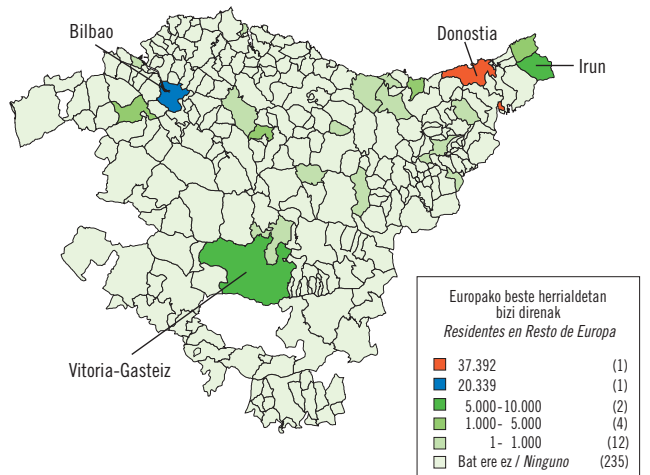 Bilbao
Donostia
Irun
Vitoria-Gasteiz
Europako beste herrialdetan
bizi direnak
Residentes en Resto de Europa
37.392 (1)
20.339 (1)
5.000-10.000 (2)
1.000- 5.000 (4)
1- 1.000 (12)
Bat ere ez / Ninguno (235)